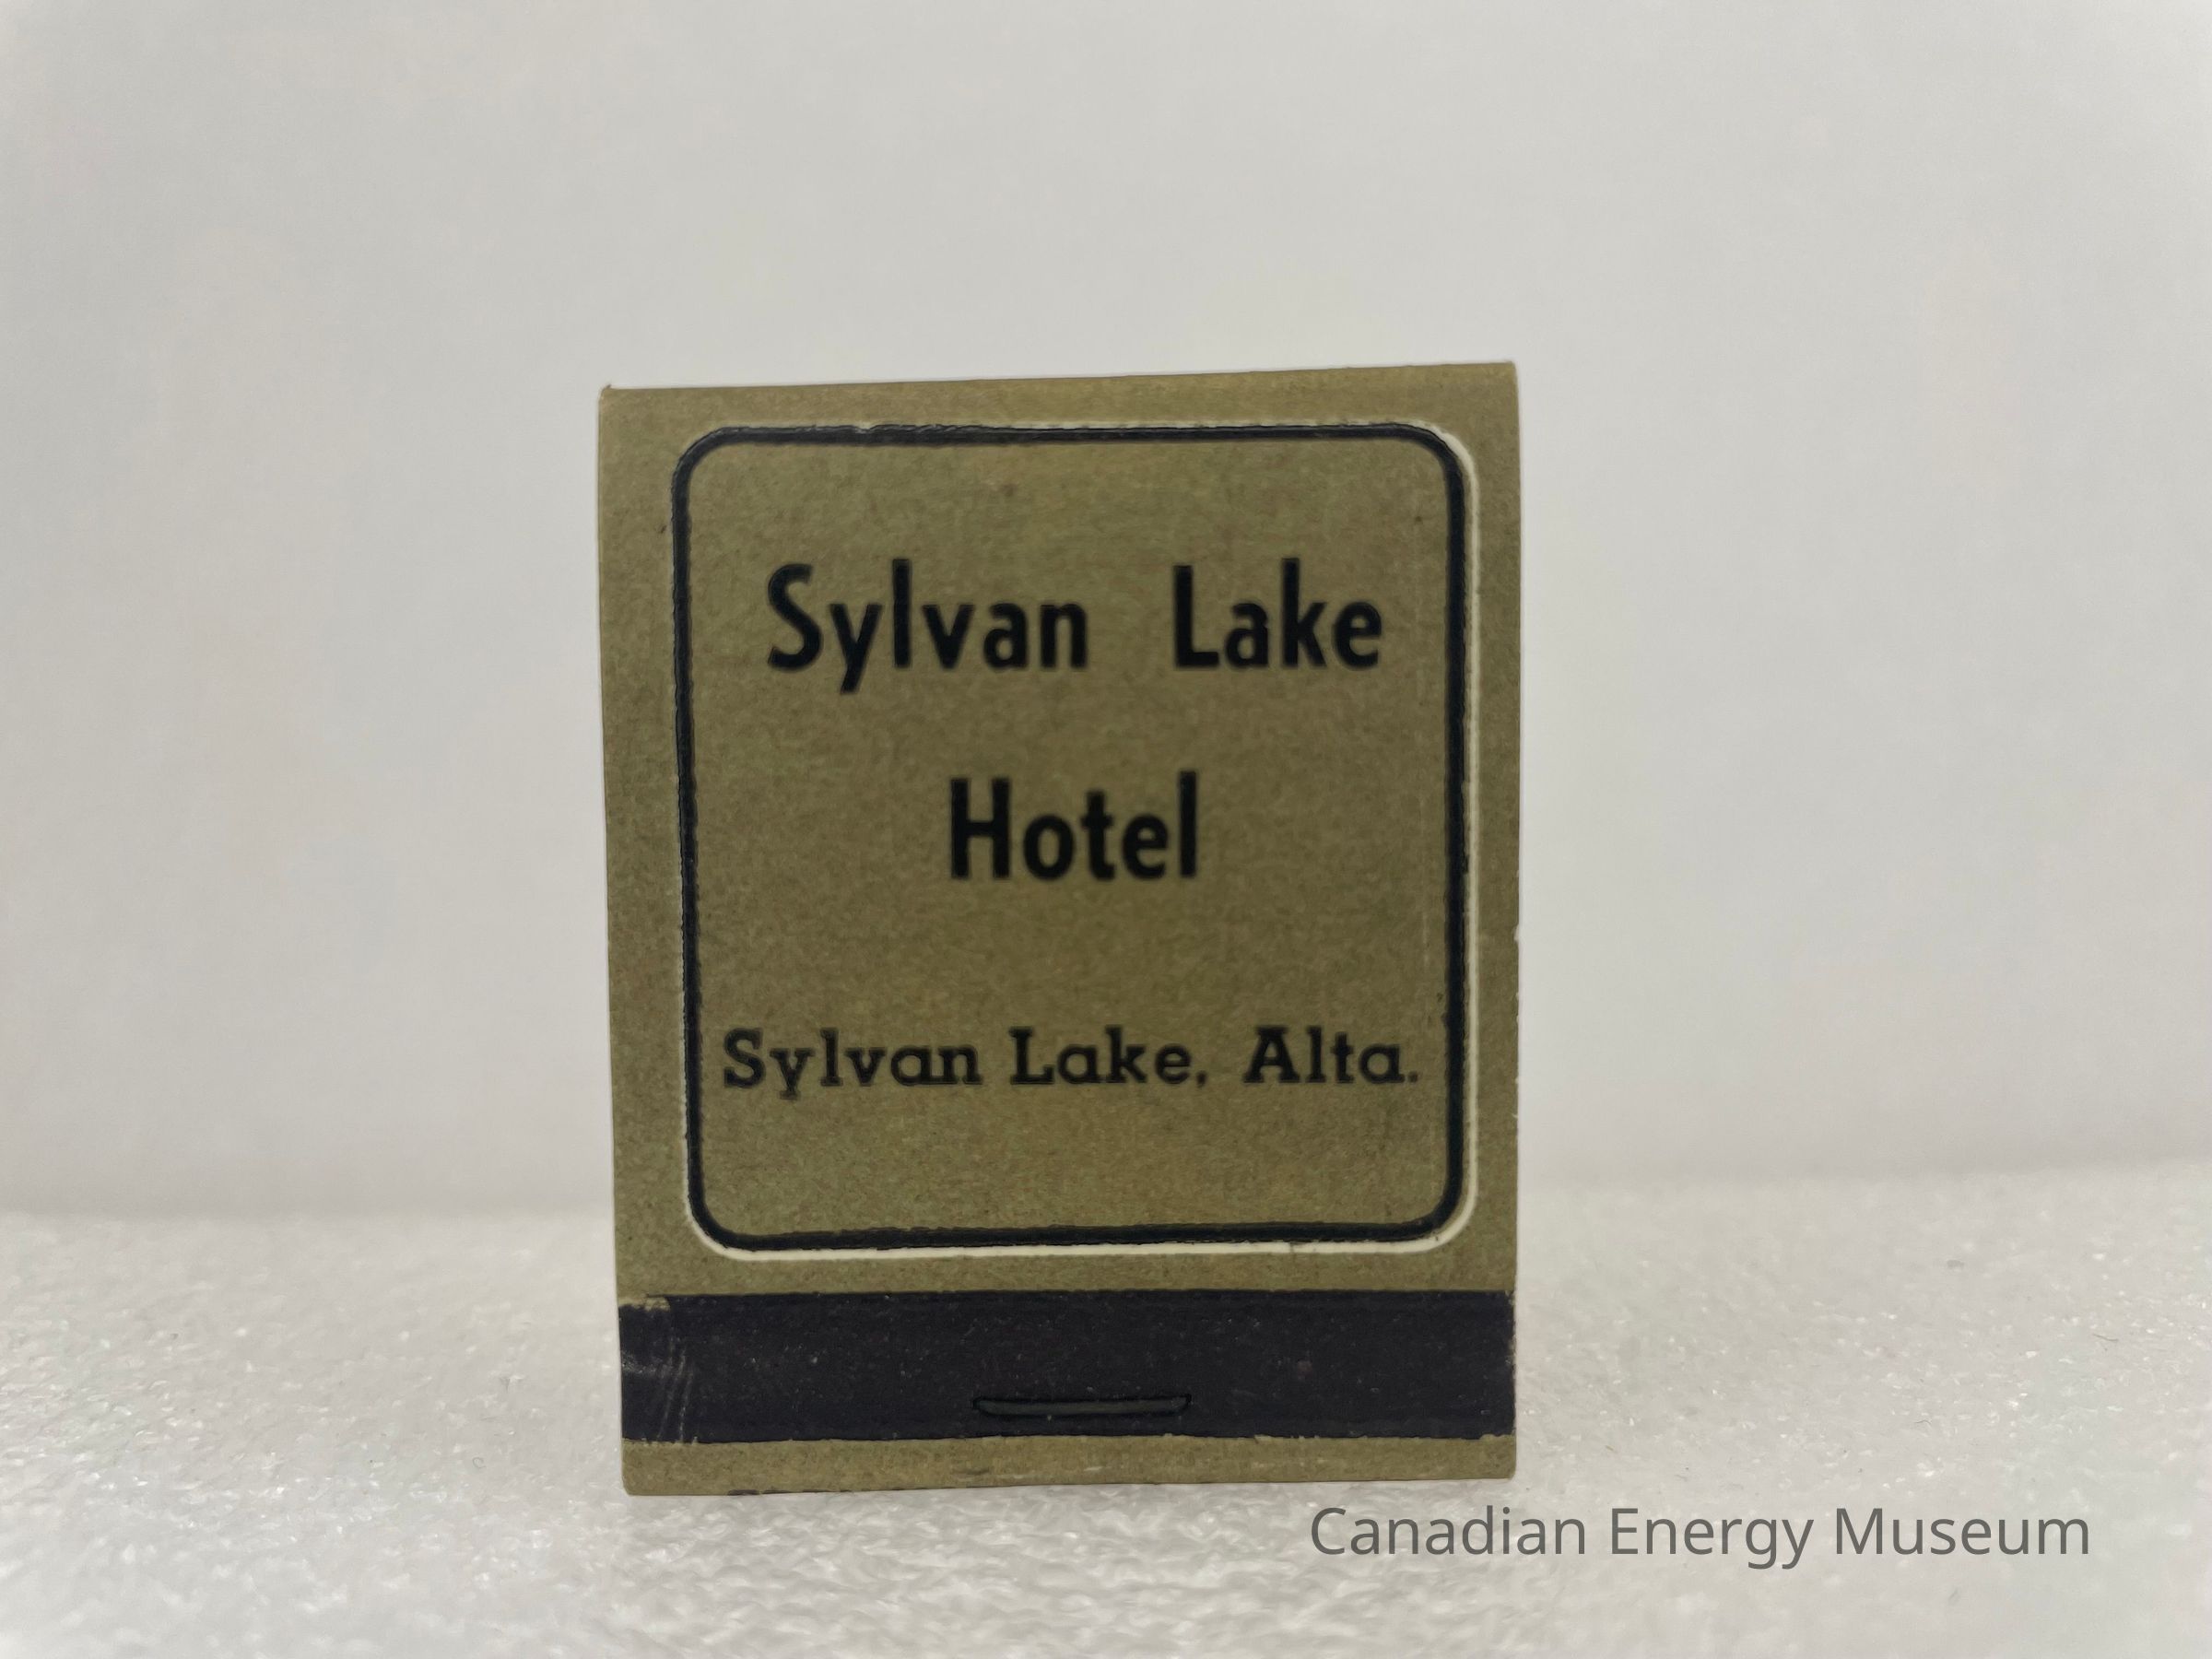 Sylvan Lake
Hotel
Sylvan Lake, Alta.
Canadian Energy Museum